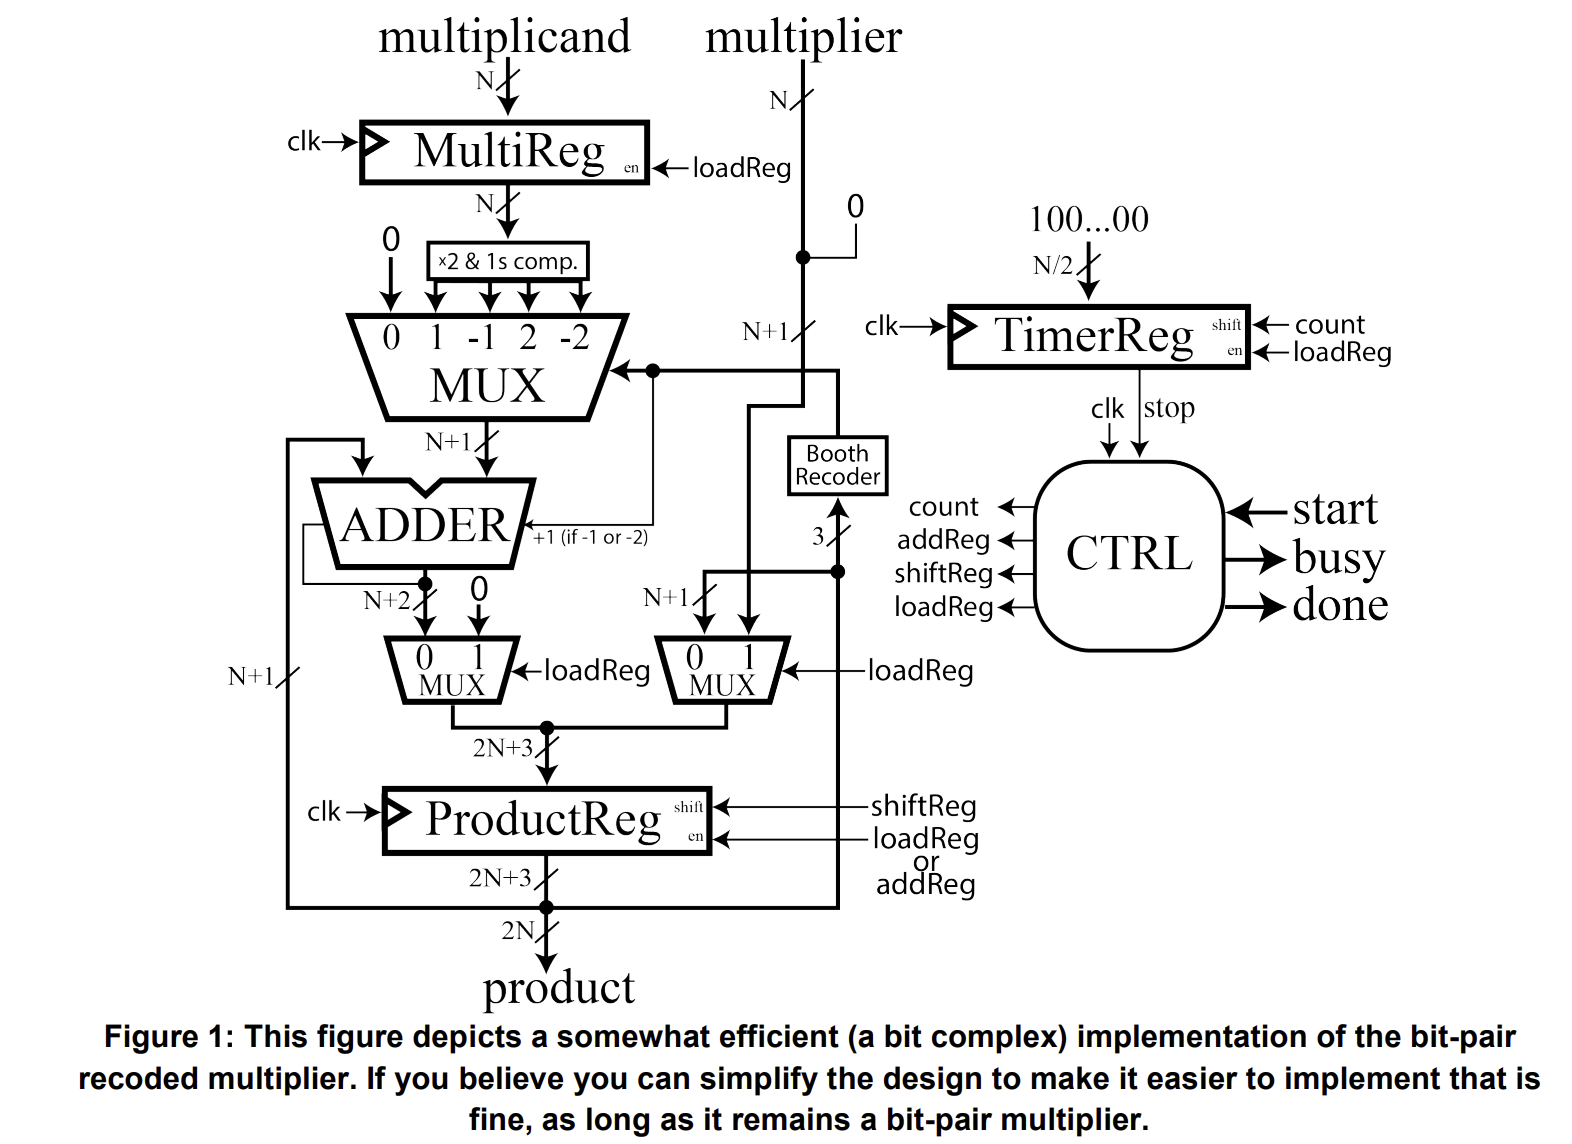 multiplicand multiplier
N
N
clk MultiReg en loadReg
N
0
0
×2 & 1s comp.
100...00
N/2
0 1 -1 2 -2
MUX
N+1
clk TimerReg shift en count
loadReg
clk stop
N+1
Booth
Recoder
ADDER
+1 (if -1 or -2)
3
count
addReg
shiftReg
loadReg
CTRL
start
busy
done
N+2
0
N+1
0 1
MUX
loadReg
0 1
MUX
loadReg
N+1
2N+3
clk ProductReg shift en
shiftReg
loadReg
or
addReg
2N+3
2N
product
Figure 1: This figure depicts a somewhat efficient (a bit complex) implementation of the bit-pair
recoded multiplier. If you believe you can simplify the design to make it easier to implement that is
fine, as long as it remains a bit-pair multiplier.